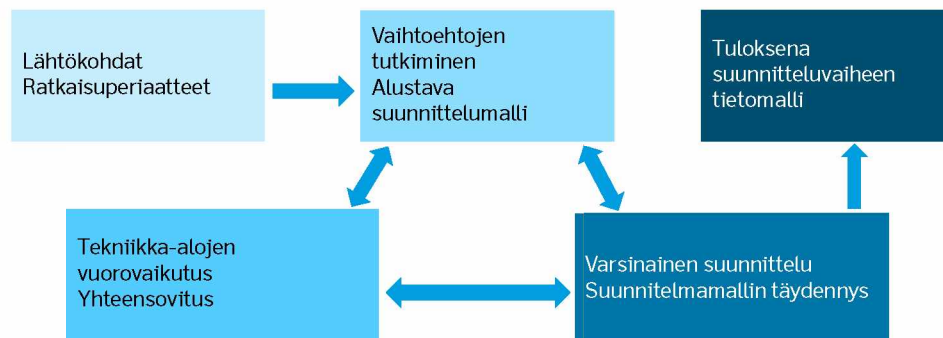 Lähtökohdat
Ratkaisuperiaatteet
Vaihtoehtojen
tutkiminen
Alustava
suunnittelumalli
Tuloksena
suunnitteluvaiheen
tietomalli
Tekniikka-alojen
vuorovaikutus
Yhteensovitus
Varsinainen suunnittelu
Suunnitelmamallin täydennys